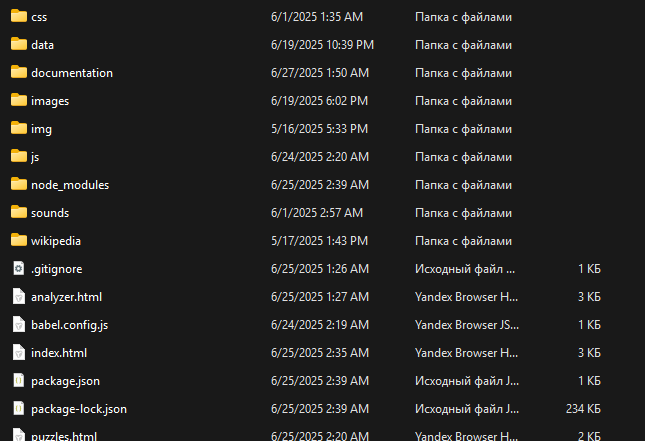 css 6/1/2025 1:35 AM Папка с файлами
data 6/19/2025 10:39 PM Папка с файлами
documentation 6/27/2025 1:50 AM Папка с файлами
images 6/19/2025 6:02 PM Папка с файлами
img 5/16/2025 5:33 PM Папка с файлами
js 6/24/2025 2:20 AM Папка с файлами
node_modules 6/25/2025 2:39 AM Папка с файлами
sounds 6/1/2025 2:57 AM Папка с файлами
wikipedia 5/17/2025 1:43 PM Папка с файлами
.gitignore 6/25/2025 1:26 AM Исходный файл ... 1 КБ
analyzer.html 6/25/2025 1:27 AM Yandex Browser H... 3 КБ
babel.config.js 6/24/2025 2:19 AM Yandex Browser JS... 1 КБ
index.html 6/25/2025 2:35 AM Yandex Browser H... 3 КБ
package.json 6/25/2025 2:39 AM Исходный файл J... 1 КБ
package-lock.json 6/25/2025 2:39 AM Исходный файл J... 234 КБ
puzzles.html 6/25/2025 2:20 AM Yandex Browser H... 2 КБ